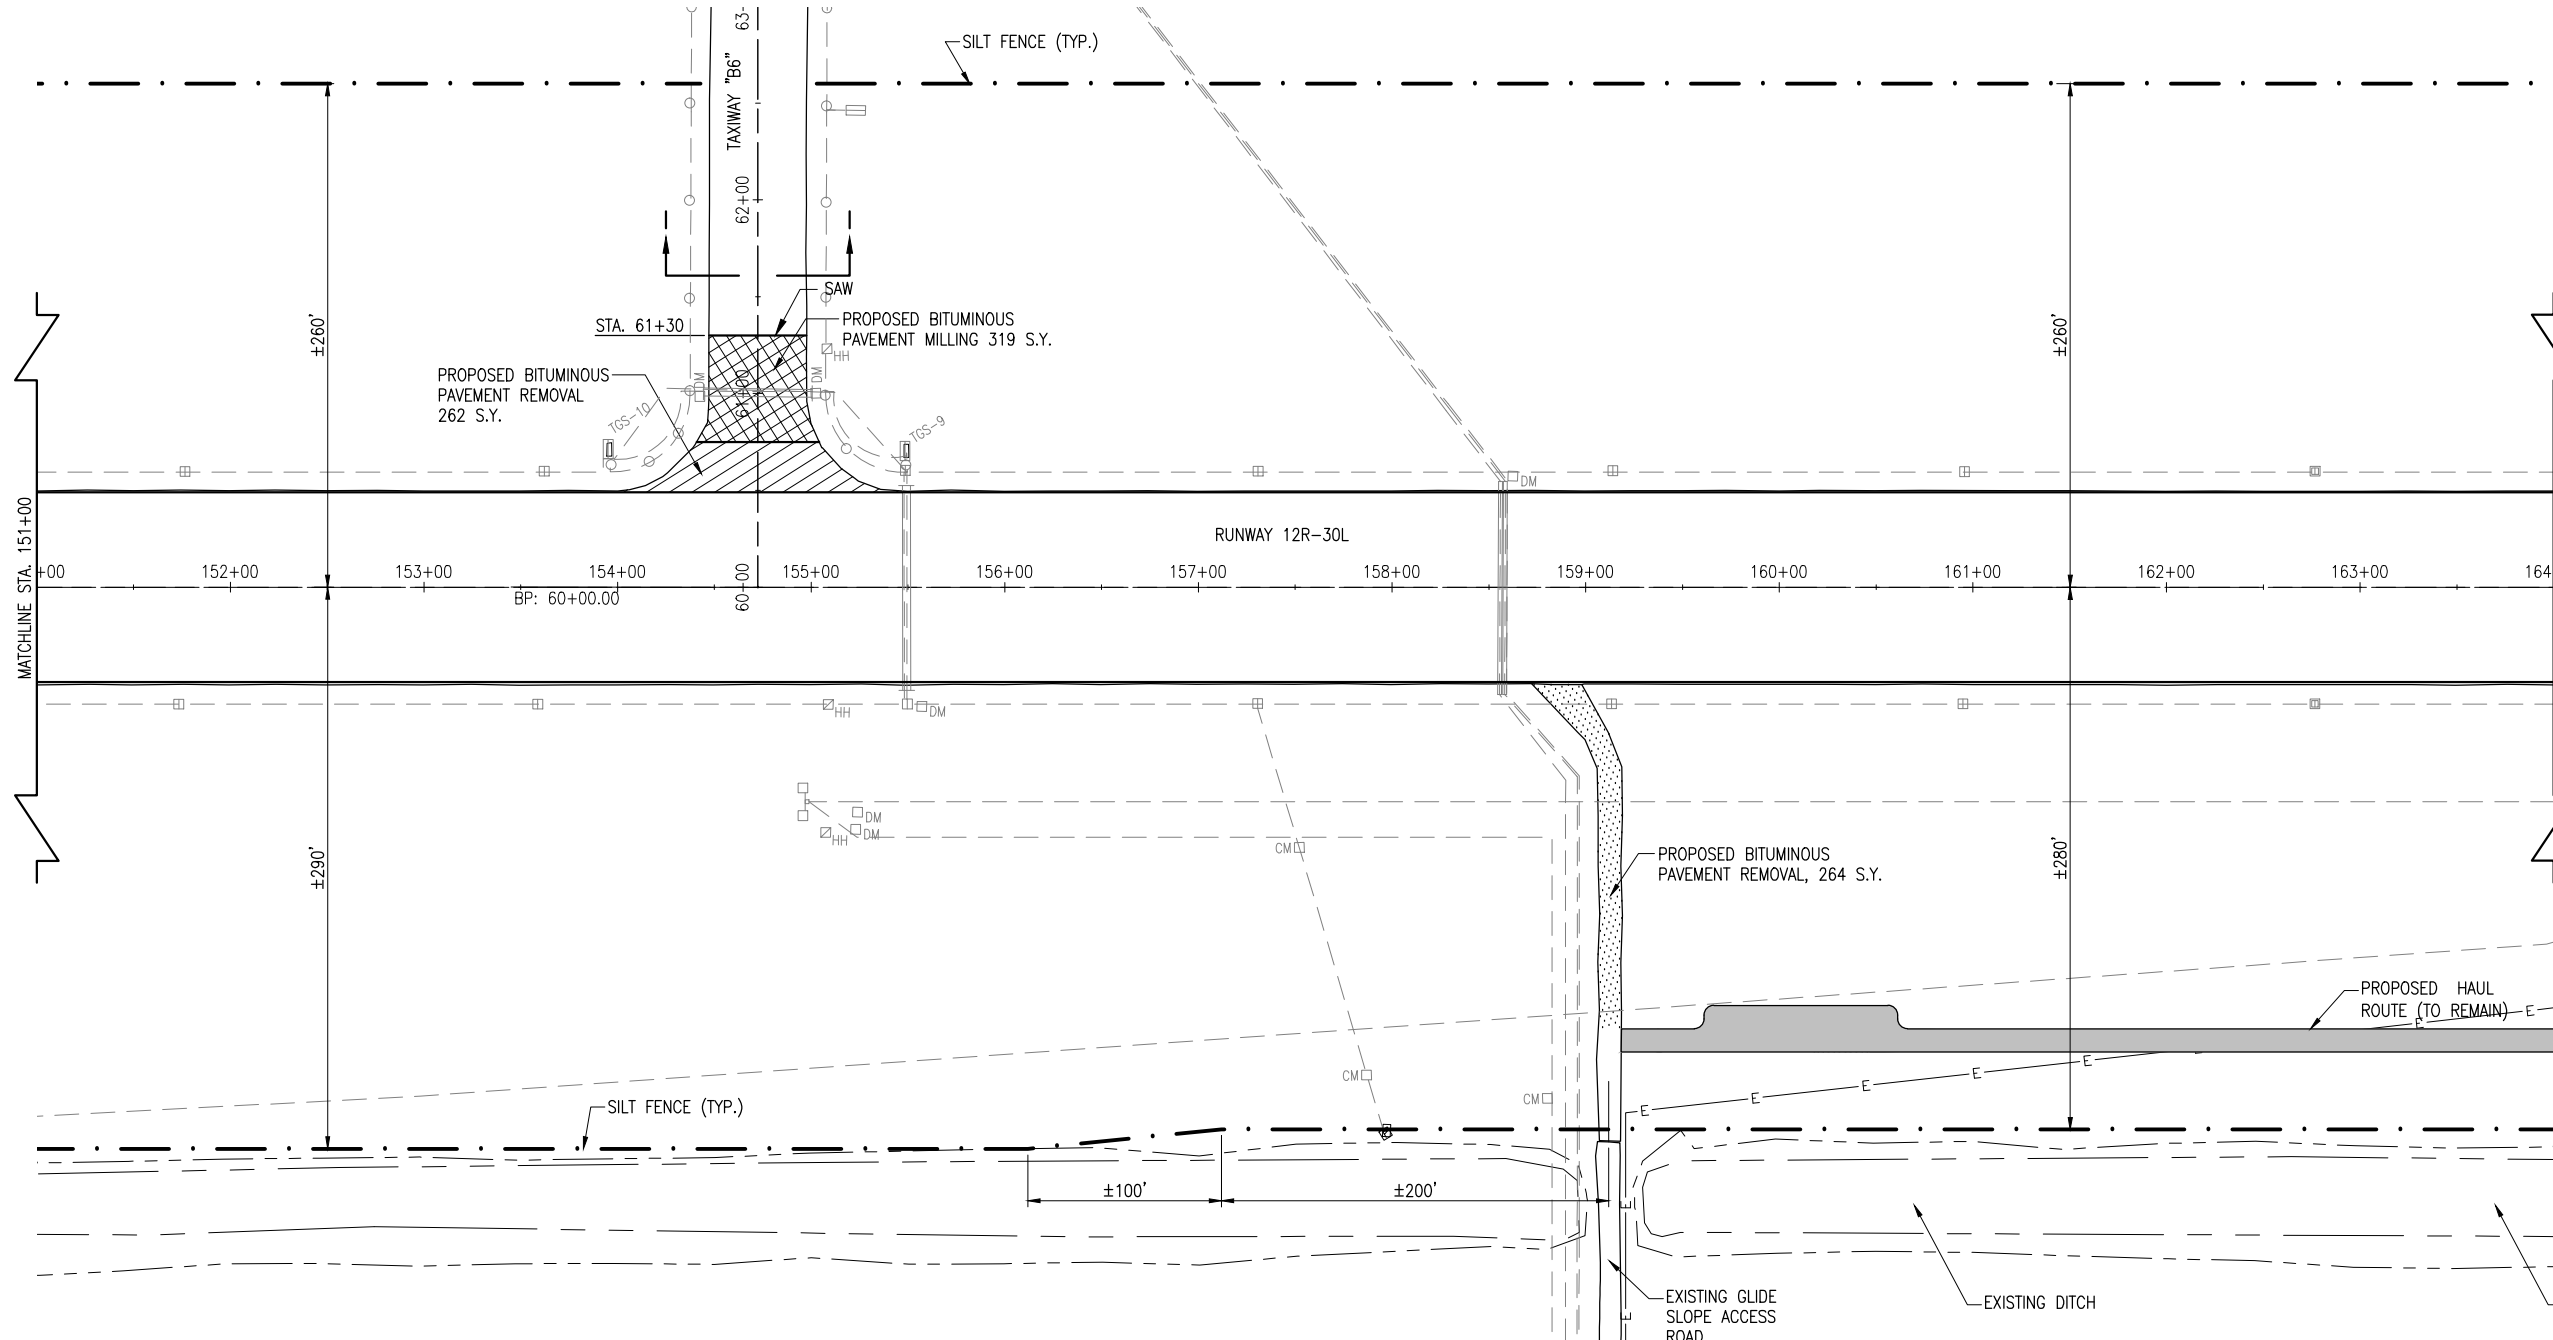 63-
SILT FENCE (TYP.)
TAXIWAY "B6"
62+00
±260'
±260'
SAW
STA. 61+30
PROPOSED BITUMINOUS
PAVEMENT MILLING 319 S.Y.
HH
DM
DM
61+00
PROPOSED BITUMINOUS
PAVEMENT REMOVAL
262 S.Y.
TGS-10
TGS-9
DM
MATCHLINE STA. 151+00
RUNWAY 12R-30L
+00
152+00
153+00
154+00
155+00
156+00
157+00
158+00
159+00
160+00
161+00
162+00
163+00
164
BP: 60+00.00
60+00
HH
DM
DM
DM
HH
CM
±290'
±280'
PROPOSED BITUMINOUS
PAVEMENT REMOVAL, 264 S.Y.
PROPOSED HAUL
ROUTE (TO REMAIN)
E
E
E
E
E
E
E
E
CM
CM
SILT FENCE (TYP.)
±100'
±200'
E
E
EXISTING GLIDE
SLOPE ACCESS
ROAD
EXISTING DITCH